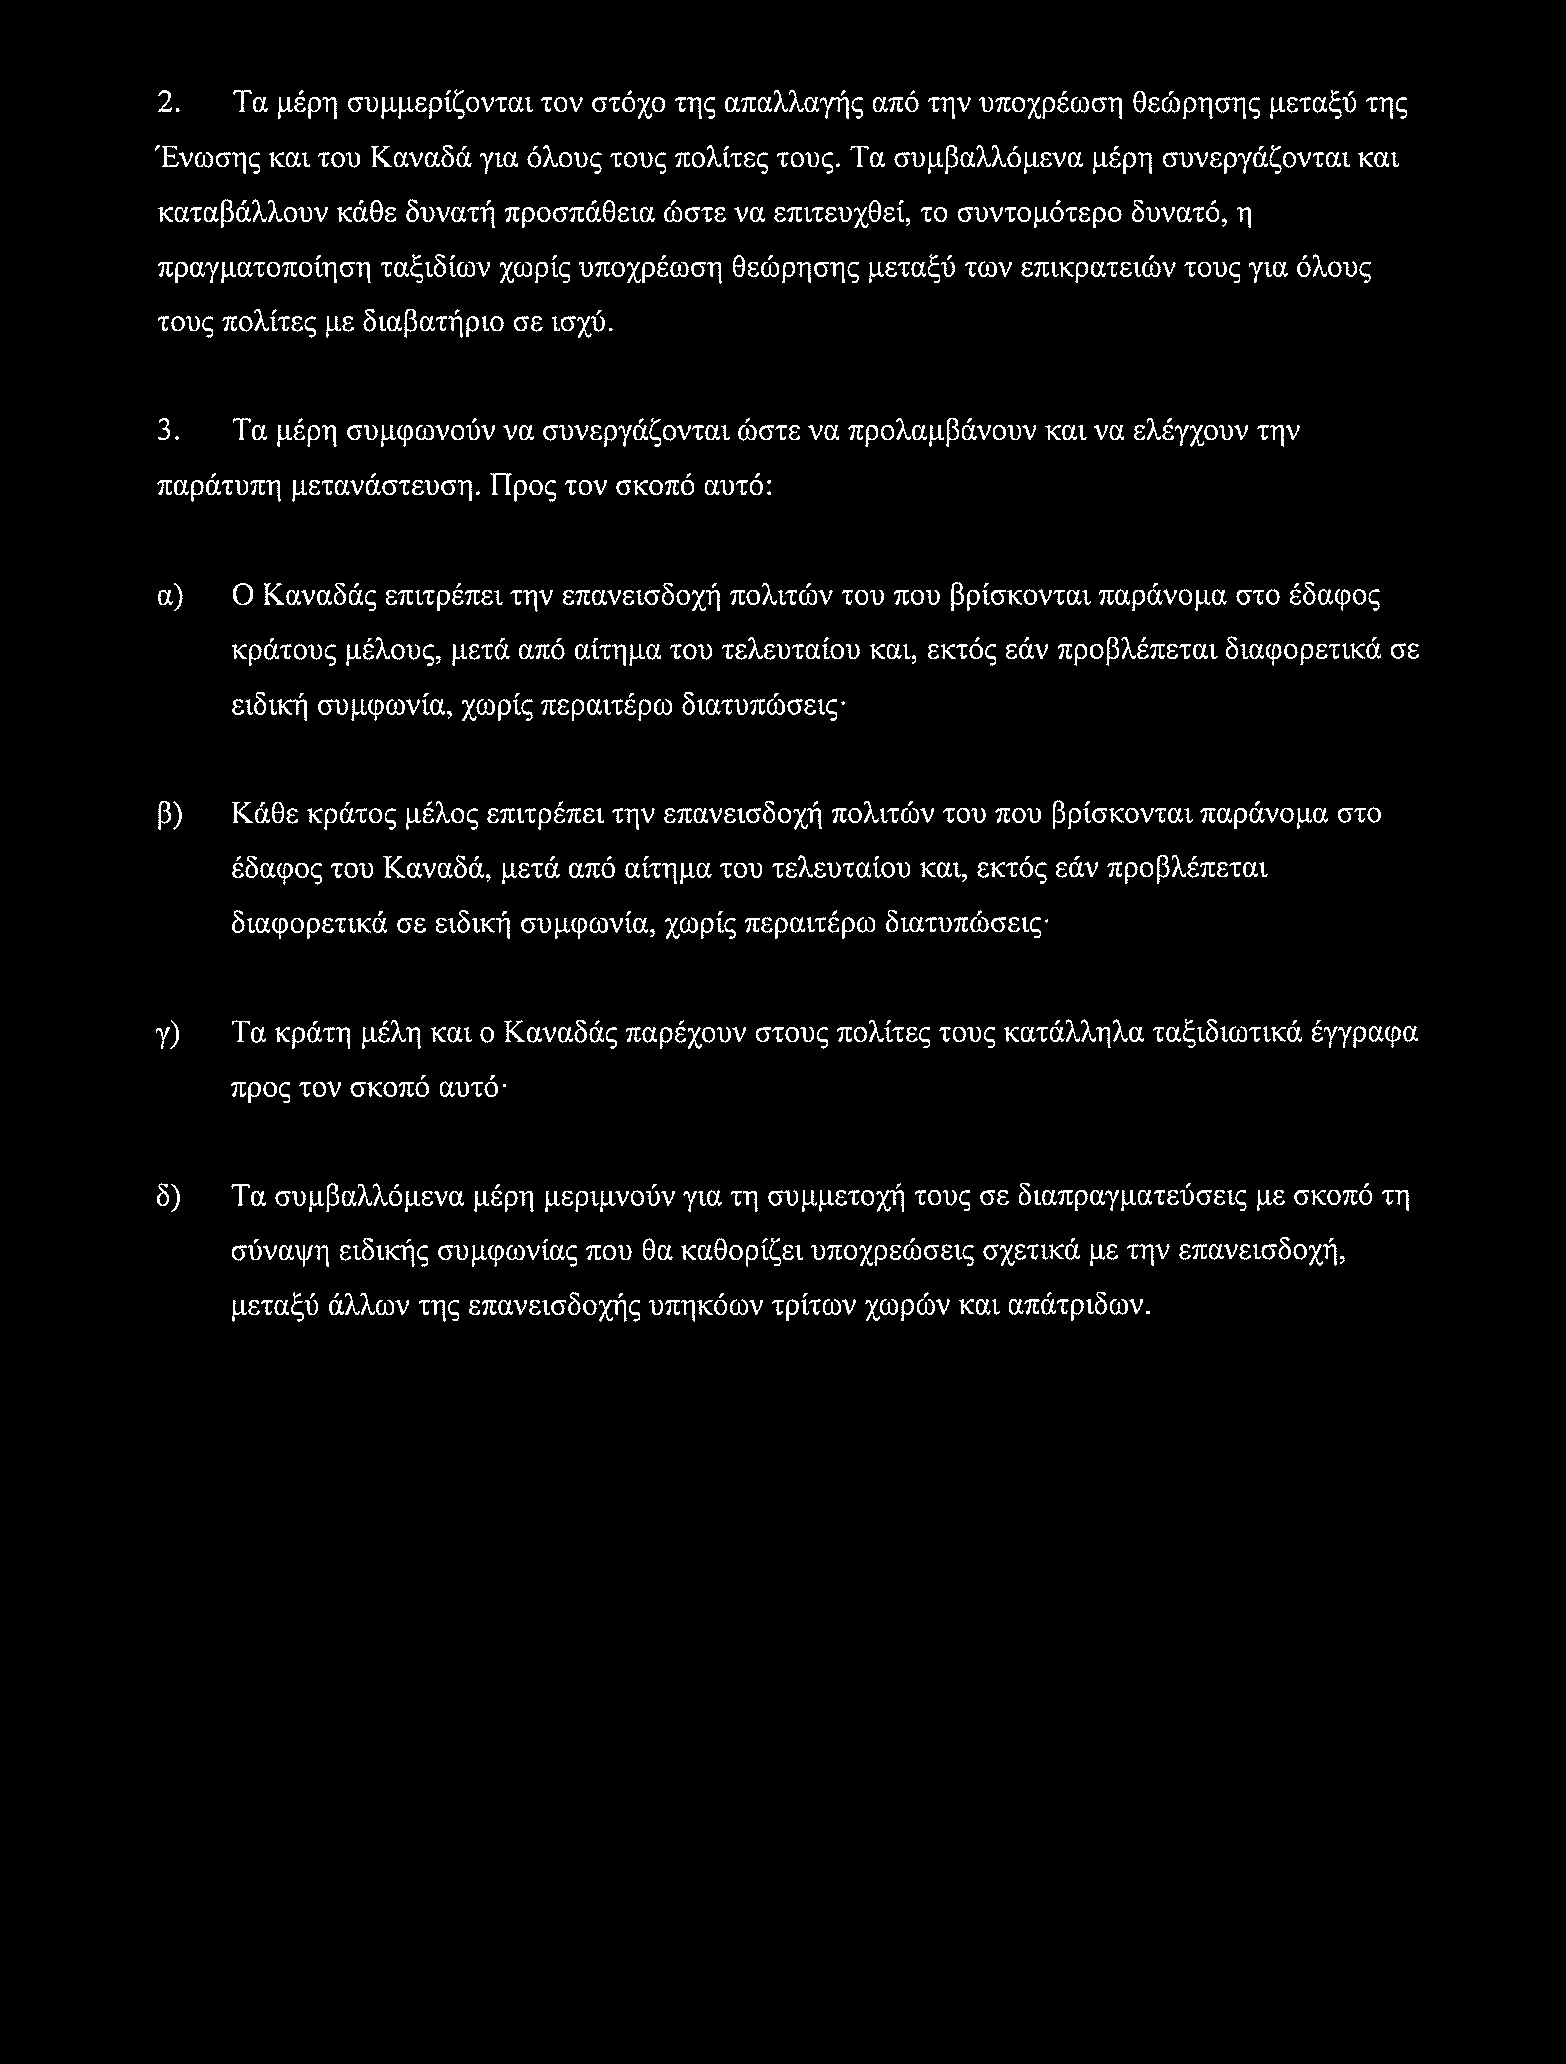 2. Τα μέρη συμμερίζονται τον στόχο της απαλλαγής από την υποχρέωση θεώρησης μεταξύ της
Ένωσης και του Καναδά για όλους τους πολίτες τους. Τα συμβαλλόμενα μέρη συνεργάζονται και
καταβάλλουν κάθε δυνατή προσπάθεια ώστε να επιτευχθεί, το συντομότερο δυνατό, η
πραγματοποίηση ταξιδίων χωρίς υποχρέωση θεώρησης μεταξύ των επικρατειών τους για όλους
τους πολίτες με διαβατήριο σε ισχύ.
3. Τα μέρη συμφωνούν να συνεργάζονται ώστε να προλαμβάνουν και να ελέγχουν την
παράτυπη μετανάστευση. Προς τον σκοπό αυτό:
α) Ο Καναδάς επιτρέπει την επανεισδοχή πολιτών του που βρίσκονται παράνομα στο έδαφος
κράτους μέλους, μετά από αίτημα του τελευταίου και, εκτός εάν προβλέπεται διαφορετικά σε
ειδική συμφωνία, χωρίς περαιτέρω διατυπώσεις·
β) Κάθε κράτος μέλος επιτρέπει την επανεισδοχή πολιτών του που βρίσκονται παράνομα στο
έδαφος του Καναδά, μετά από αίτημα του τελευταίου και, εκτός εάν προβλέπεται
διαφορετικά σε ειδική συμφωνία, χωρίς περαιτέρω διατυπώσεις·
γ) Τα κράτη μέλη και ο Καναδάς παρέχουν στους πολίτες τους κατάλληλα ταξιδιωτικά έγγραφα
προς τον σκοπό αυτό·
δ) Τα συμβαλλόμενα μέρη μεριμνούν για τη συμμετοχή τους σε διαπραγματεύσεις με σκοπό τη
σύναψη ειδικής συμφωνίας που θα καθορίζει υποχρεώσεις σχετικά με την επανεισδοχή,
μεταξύ άλλων της επανεισδοχής υπηκόων τρίτων χωρών και απάτριδων.